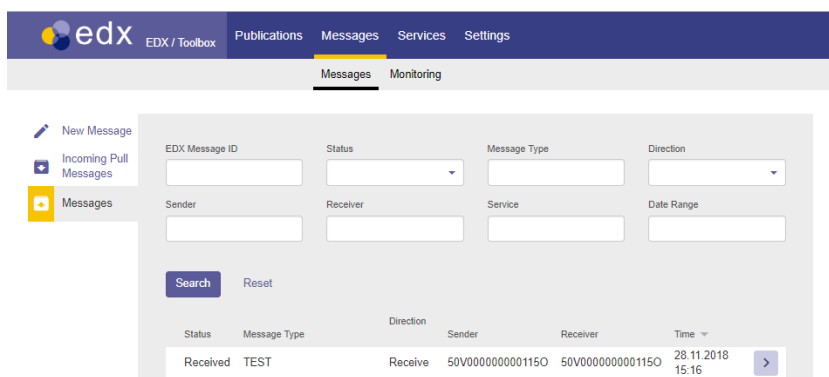 edx EDX / Toolbox Publications Messages Services Settings
Messages Monitoring
New Message
Incoming Pull
Messages
Messages
EDX Message ID Status Message Type Direction
Sender Receiver Service Date Range
Search Reset
Status Message Type Direction Sender Receiver Time
Received TEST Receive 50V000000000115O 50V000000000115O 28.11.2018
15:16